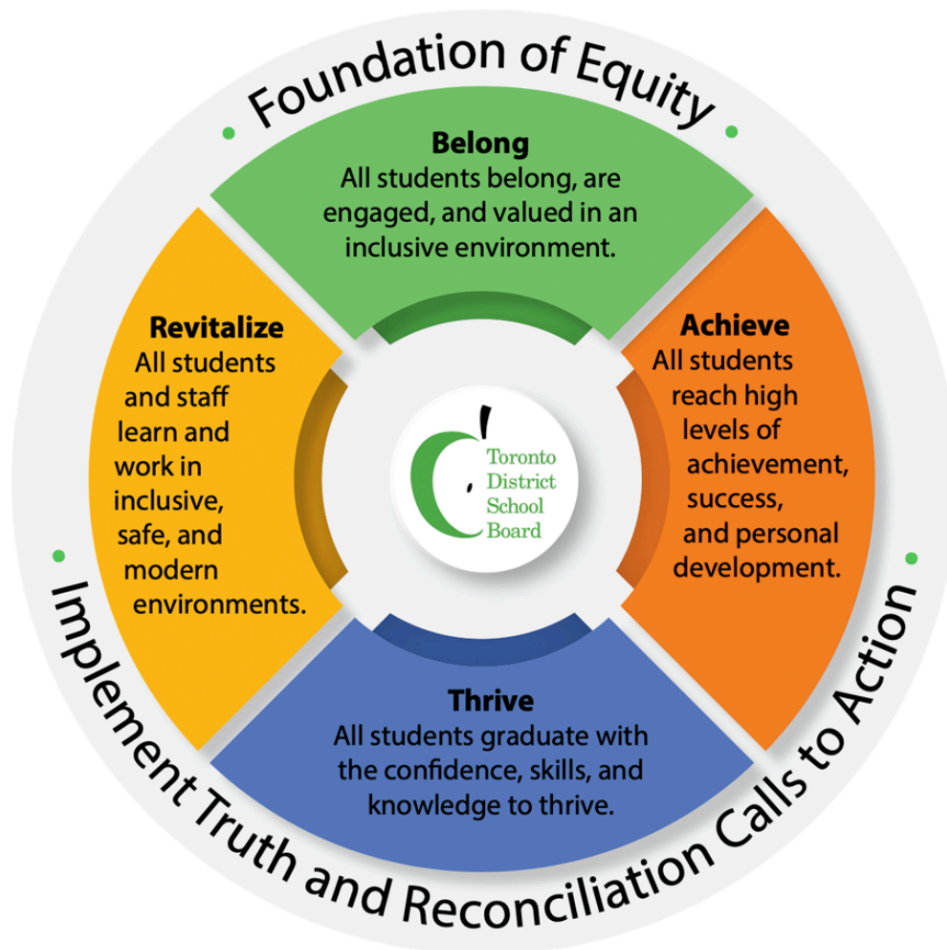 Foundation of Equity
Belong
All students belong, are
engaged, and valued in an
inclusive environment.
Achieve
All students
reach high
levels of
achievement,
success,
and personal
development.
Thrive
All students graduate with
the confidence, skills, and
knowledge to thrive.
Revitalize
All students
and staff
learn and
work in
inclusive,
safe, and
modern
environments.
Toronto
District
School
Board
Implement Truth and Reconciliation Calls to Action